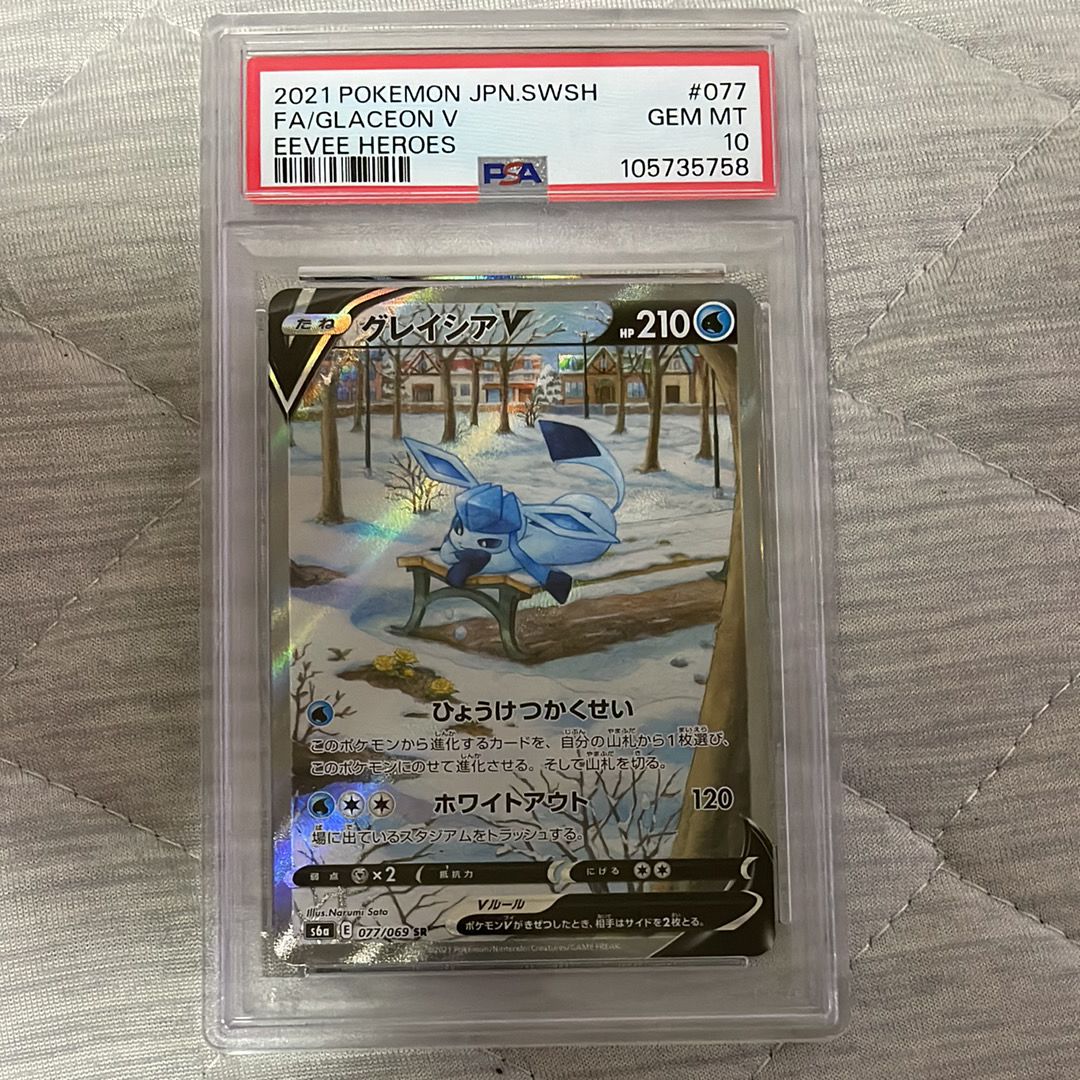 2021 POKEMON JPN.SWSH #077
FA/GLACEON V GEM MT
EEVEE HEROES 10
PSA 105735758
たね グレイシアV HP 210
ひょうけつかくせい
このポケモンから進化するカードを、自分の山札から1枚選び、
このポケモンにのせて進化させる。そして山札を切る。
ホワイトアウト 120
場に出ているスタジアムをトラッシュする。
弱点 ×2 抵抗力 にげる
Illus.Narumi Sato Vルール
ポケモンVがきぜつしたとき、相手はサイドを2枚とる。
s6a E 077/069 SR
©2021 Pokémon/Nintendo/Creatures/GAME FREAK.